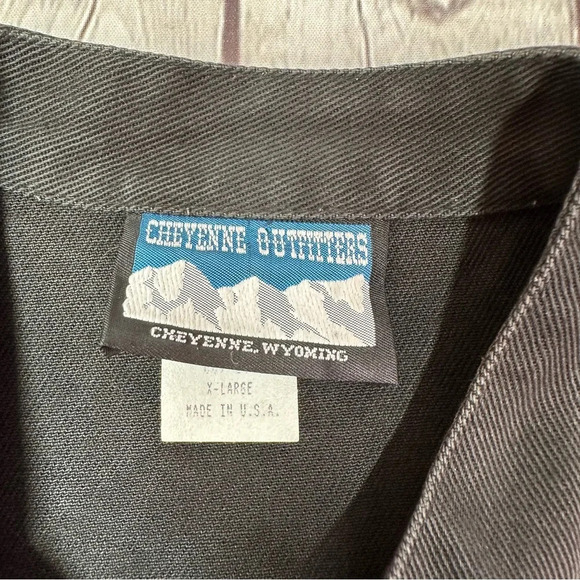 CHEYENNE OUTFITTERS
CHEYENNE, WYOMING
X-LARGE
MADE IN U.S.A.